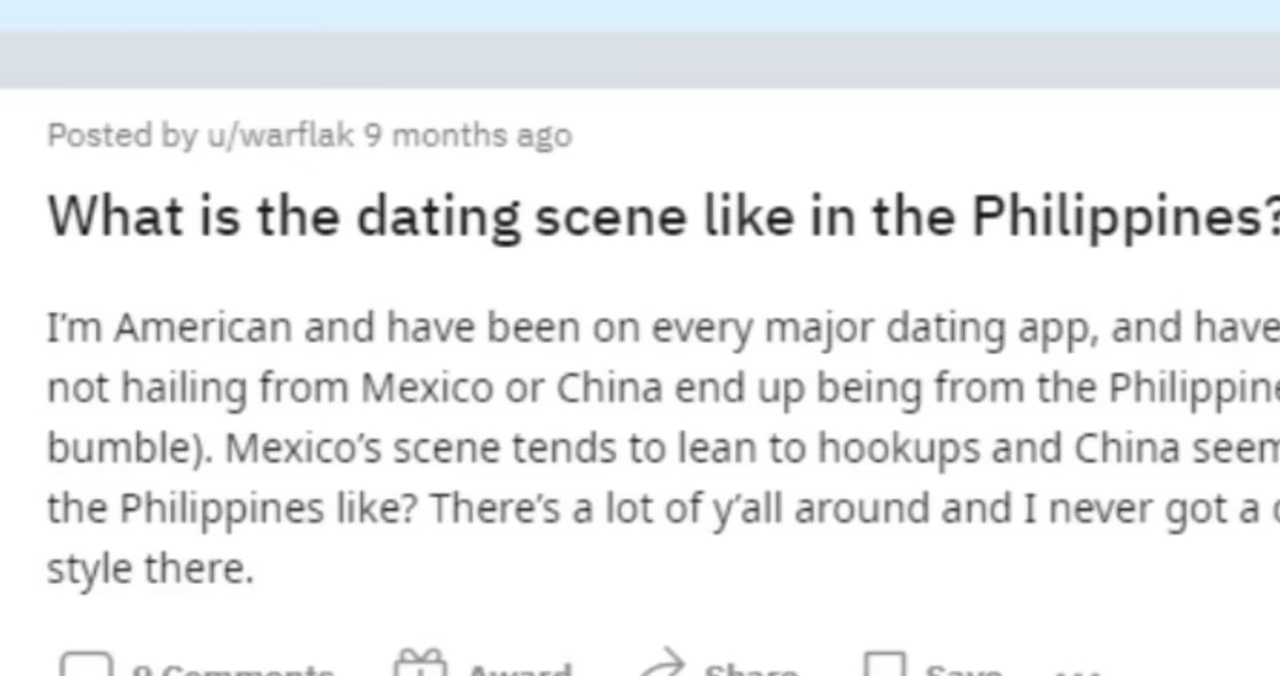 Posted by u/warflak 9 months ago
What is the dating scene like in the Philippines?
I’m American and have been on every major dating app, and have
not hailing from Mexico or China end up being from the Philippine
bumble). Mexico’s scene tends to lean to hookups and China seem
the Philippines like? There’s a lot of y’all around and I never got a
style there.
Comments Award Share Save